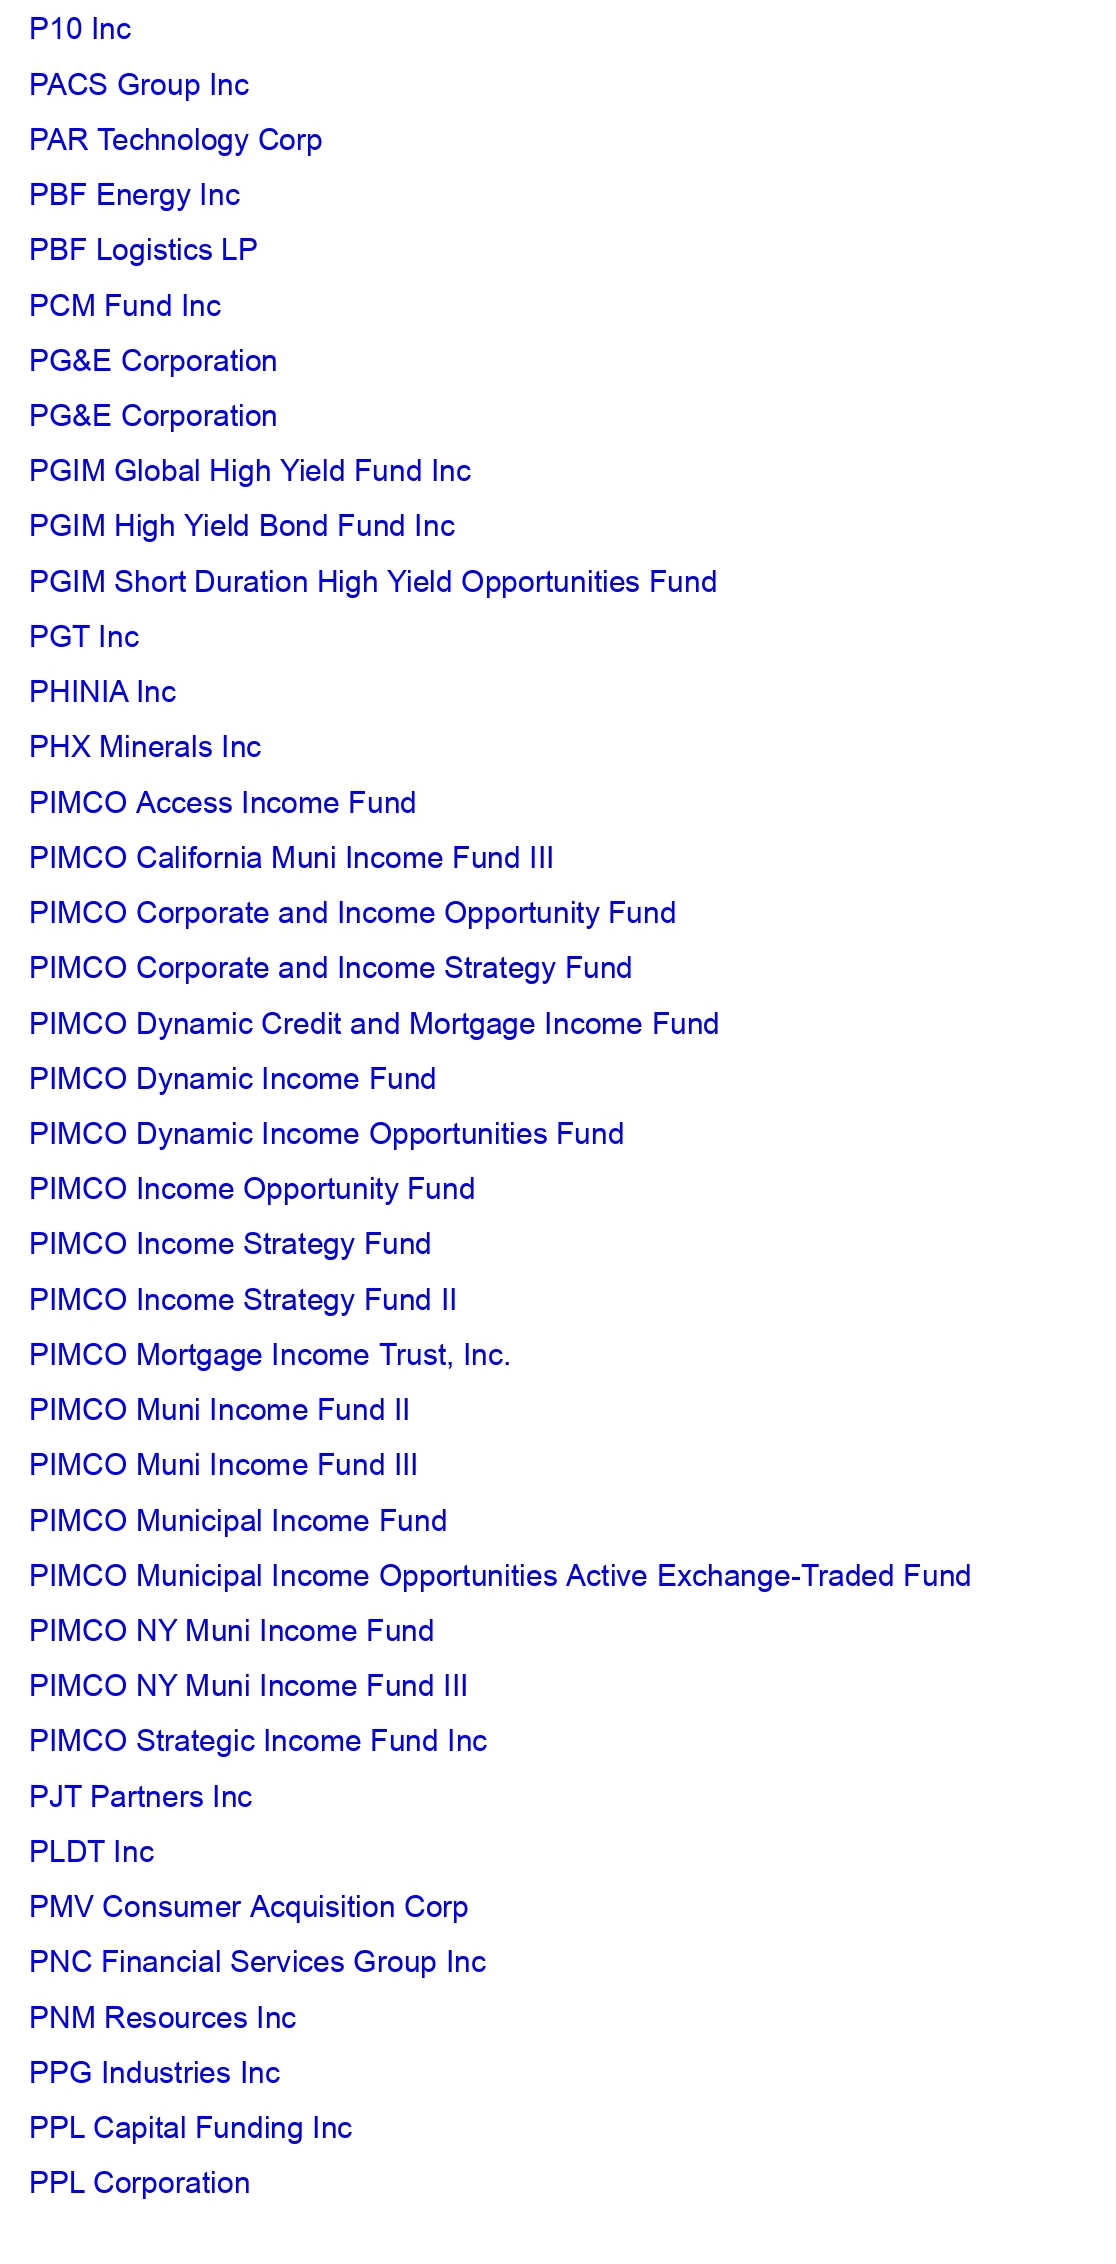 P10 Inc
PACS Group Inc
PAR Technology Corp
PBF Energy Inc
PBF Logistics LP
PCM Fund Inc
PG&E Corporation
PG&E Corporation
PGIM Global High Yield Fund Inc
PGIM High Yield Bond Fund Inc
PGIM Short Duration High Yield Opportunities Fund
PGT Inc
PHINIA Inc
PHX Minerals Inc
PIMCO Access Income Fund
PIMCO California Muni Income Fund III
PIMCO Corporate and Income Opportunity Fund
PIMCO Corporate and Income Strategy Fund
PIMCO Dynamic Credit and Mortgage Income Fund
PIMCO Dynamic Income Fund
PIMCO Dynamic Income Opportunities Fund
PIMCO Income Opportunity Fund
PIMCO Income Strategy Fund
PIMCO Income Strategy Fund II
PIMCO Mortgage Income Trust, Inc.
PIMCO Muni Income Fund II
PIMCO Muni Income Fund III
PIMCO Municipal Income Fund
PIMCO Municipal Income Opportunities Active Exchange-Traded Fund
PIMCO NY Muni Income Fund
PIMCO NY Muni Income Fund III
PIMCO Strategic Income Fund Inc
PJT Partners Inc
PLDT Inc
PMV Consumer Acquisition Corp
PNC Financial Services Group Inc
PNM Resources Inc
PPG Industries Inc
PPL Capital Funding Inc
PPL Corporation